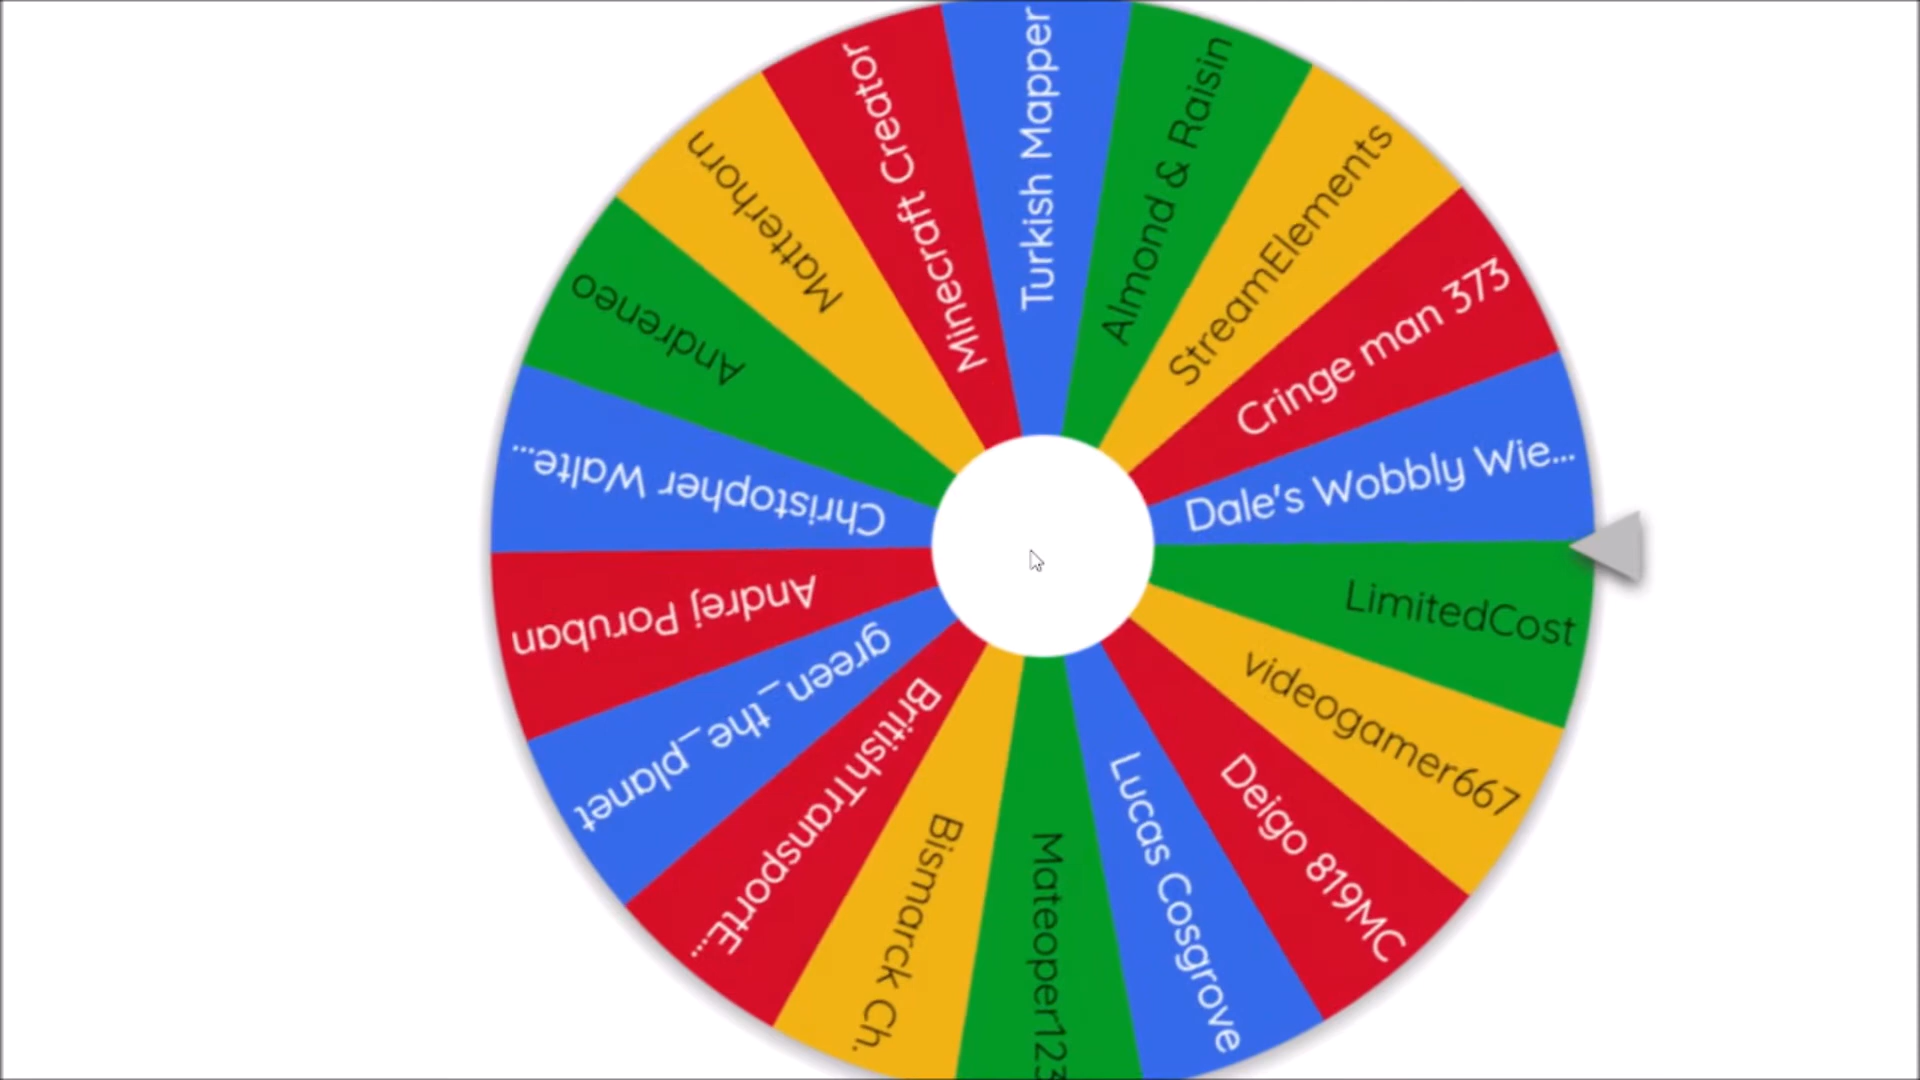 Turkish Mapper
Almond & Raisin
StreamElements
Cringe man 373
Dale's Wobbly Wie...
LimitedCost
videogamer667
Deigo 819MC
Lucas Cosgrove
Mateoper123
Bismarck Ch.
BritishTransportE...
green_the_planet
Andrej Poruban
Christopher Walte...
Andreneo
Matterhorn
Minecraft Creator